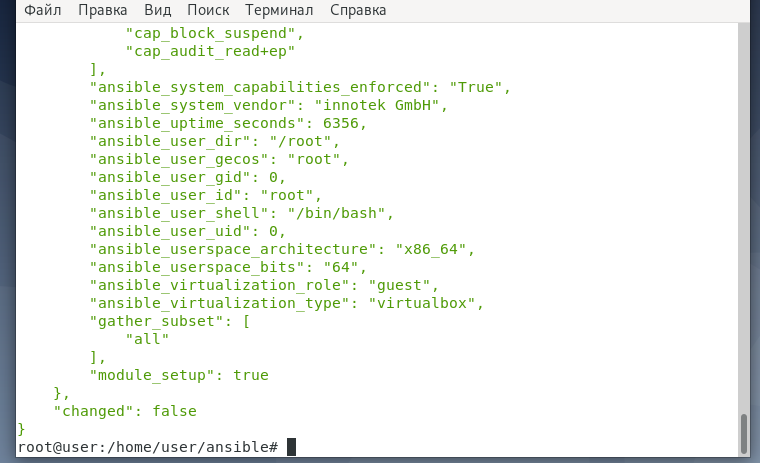 Файл Правка Вид Поиск Терминал Справка
"cap_block_suspend",
"cap_audit_read+ep"
],
"ansible_system_capabilities_enforced": "True",
"ansible_system_vendor": "innotek GmbH",
"ansible_uptime_seconds": 6356,
"ansible_user_dir": "/root",
"ansible_user_gecos": "root",
"ansible_user_gid": 0,
"ansible_user_id": "root",
"ansible_user_shell": "/bin/bash",
"ansible_user_uid": 0,
"ansible_userspace_architecture": "x86_64",
"ansible_userspace_bits": "64",
"ansible_virtualization_role": "guest",
"ansible_virtualization_type": "virtualbox",
"gather_subset": [
"all"
],
"module_setup": true
},
"changed": false
}
root@user:/home/user/ansible#